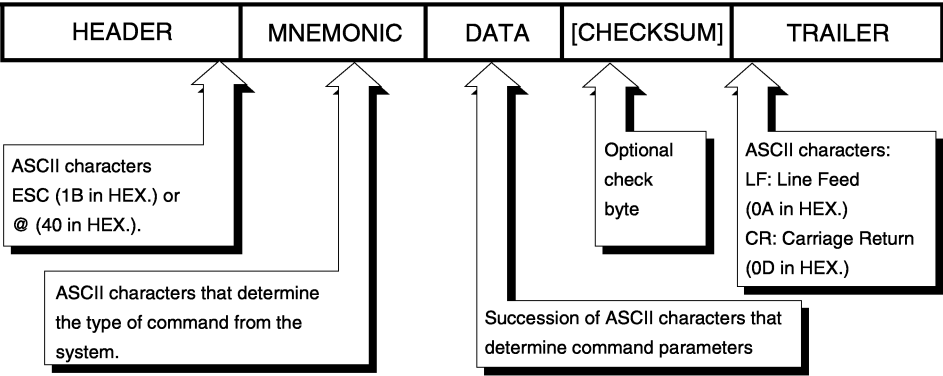 HEADER MNEMONIC DATA [CHECKSUM] TRAILER
ASCII characters
ESC (1B in HEX.) or
@ (40 in HEX.).
ASCII characters that determine
the type of command from the
system.
Succession of ASCII characters that
determine command parameters
Optional
check
byte
ASCII characters:
LF: Line Feed
(0A in HEX.)
CR: Carriage Return
(0D in HEX.)